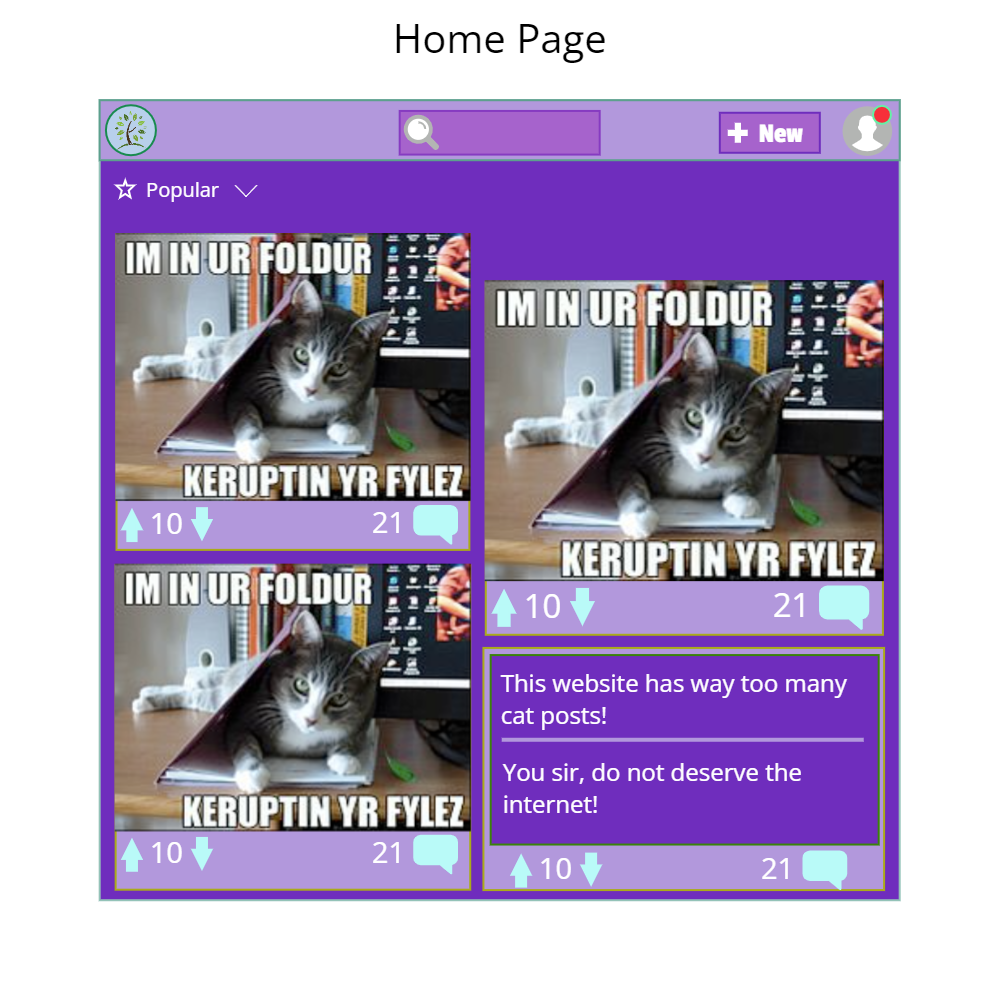 Home Page
+ New
Popular
IM IN UR FOLDUR
KERUPTIN YR FYLEZ
10
21
IM IN UR FOLDUR
KERUPTIN YR FYLEZ
10
21
IM IN UR FOLDUR
KERUPTIN YR FYLEZ
10
21
This website has way too many
cat posts!
You sir, do not deserve the
internet!
10
21